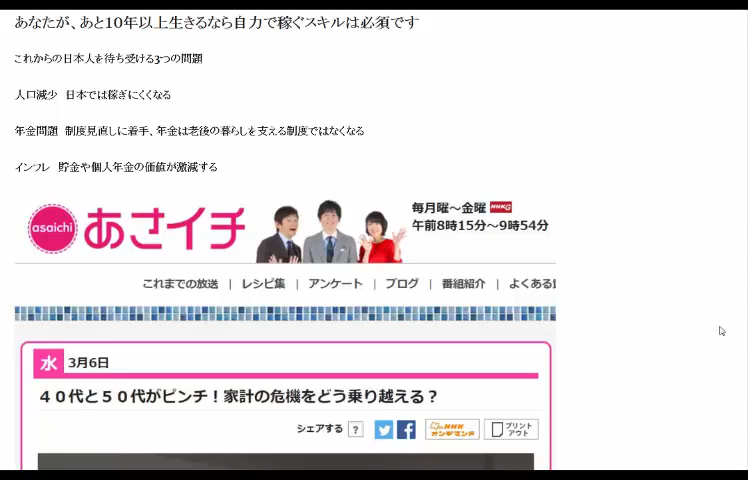 あなたが、あと10年以上生きるなら自力で稼ぐスキルは必須です
これからの日本人を待ち受ける3つの問題
人口減少　日本では稼ぎにくくなる
年金問題　制度見直しに着手、年金は老後の暮らしを支える制度ではなくなる
インフレ　貯金や個人年金の価値が激減する
asaichi あさイチ
毎月曜～金曜 NHK G
午前8時15分～9時54分
これまでの放送 | レシピ集 | アンケート | ブログ | 番組紹介 | よくある
水 3月6日
４０代と５０代がピンチ！家計の危機をどう乗り越える？
シェアする ? NHK オンデマンド プリントアウト